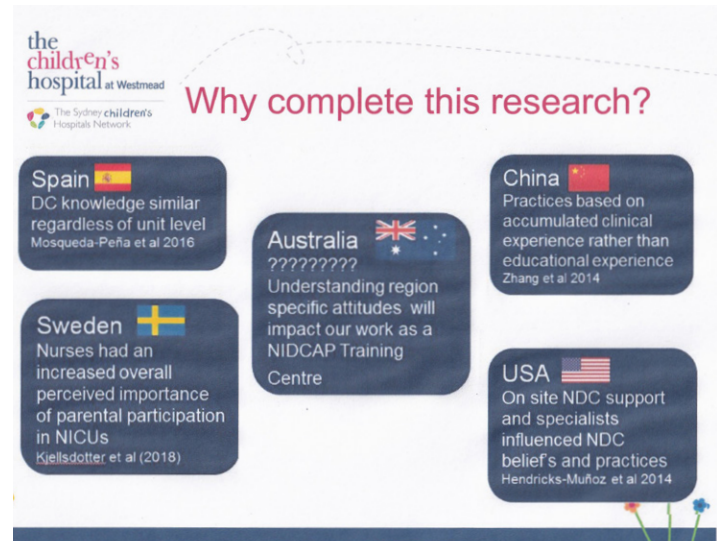 the
children's
hospital at Westmead
The Sydney children's
Hospitals Network
Why complete this research?
Spain
DC knowledge similar
regardless of unit level
Mosqueda-Peña et al 2016
Sweden
Nurses had an
increased overall
perceived importance
of parental participation
in NICUs
Kjellsdotter et al (2018)
Australia
?????????
Understanding region
specific attitudes will
impact our work as a
NIDCAP Training
Centre
China
Practices based on
accumulated clinical
experience rather than
educational experience
Zhang et al 2014
USA
On site NDC support
and specialists
influenced NDC
belief's and practices
Hendricks-Muñoz et al 2014